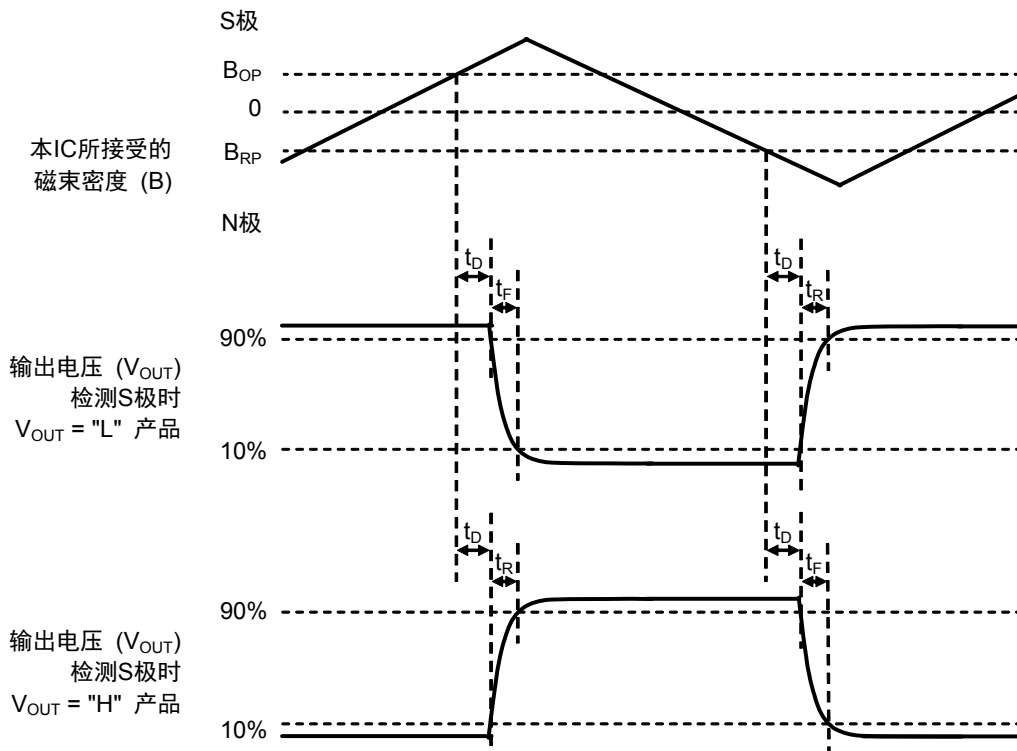 S极
BOP
0
本IC所接受的
磁束密度 (B)
BRP
N极
tD
tF
tD
tR
90%
输出电压 (VOUT)
检测S极时
VOUT = "L" 产品
10%
tD
tR
tD
tF
90%
输出电压 (VOUT)
检测S极时
VOUT = "H" 产品
10%